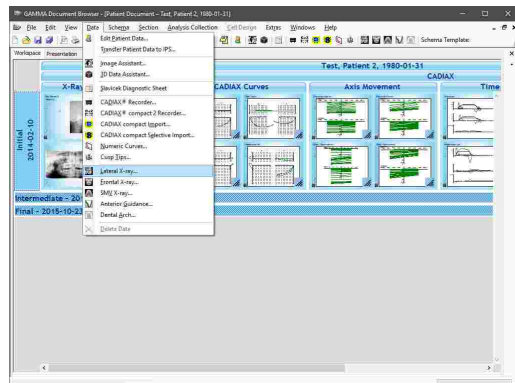 GAMMA Document Browser - [Patient Document - Test, Patient 2, 1980-01-31]
File Edit View Data Schema Section Analysis Collection Cell Design Extras Windows Help
Schema Template:
Workspace Presentation
Edit Patient Data...
Transfer Patient Data to IPS...
Image Assistant...
3D Data Assistant...
Slavicek Diagnostic Sheet
CADIAX® Recorder...
CADIAX® compact 2 Recorder...
CADIAX compact Import...
CADIAX compact Selective Import...
Numeric Curves...
Cusp Tips...
Lateral X-ray...
Frontal X-ray...
SMV X-ray...
Anterior Guidance...
Dental Arch...
Delete Data
Test, Patient 2, 1980-01-31
CADIAX
X-Ray
CADIAX Curves
Axis Movement
Time
Initial
2014-02-10
Intermediate - 20
Final - 2015-10-23